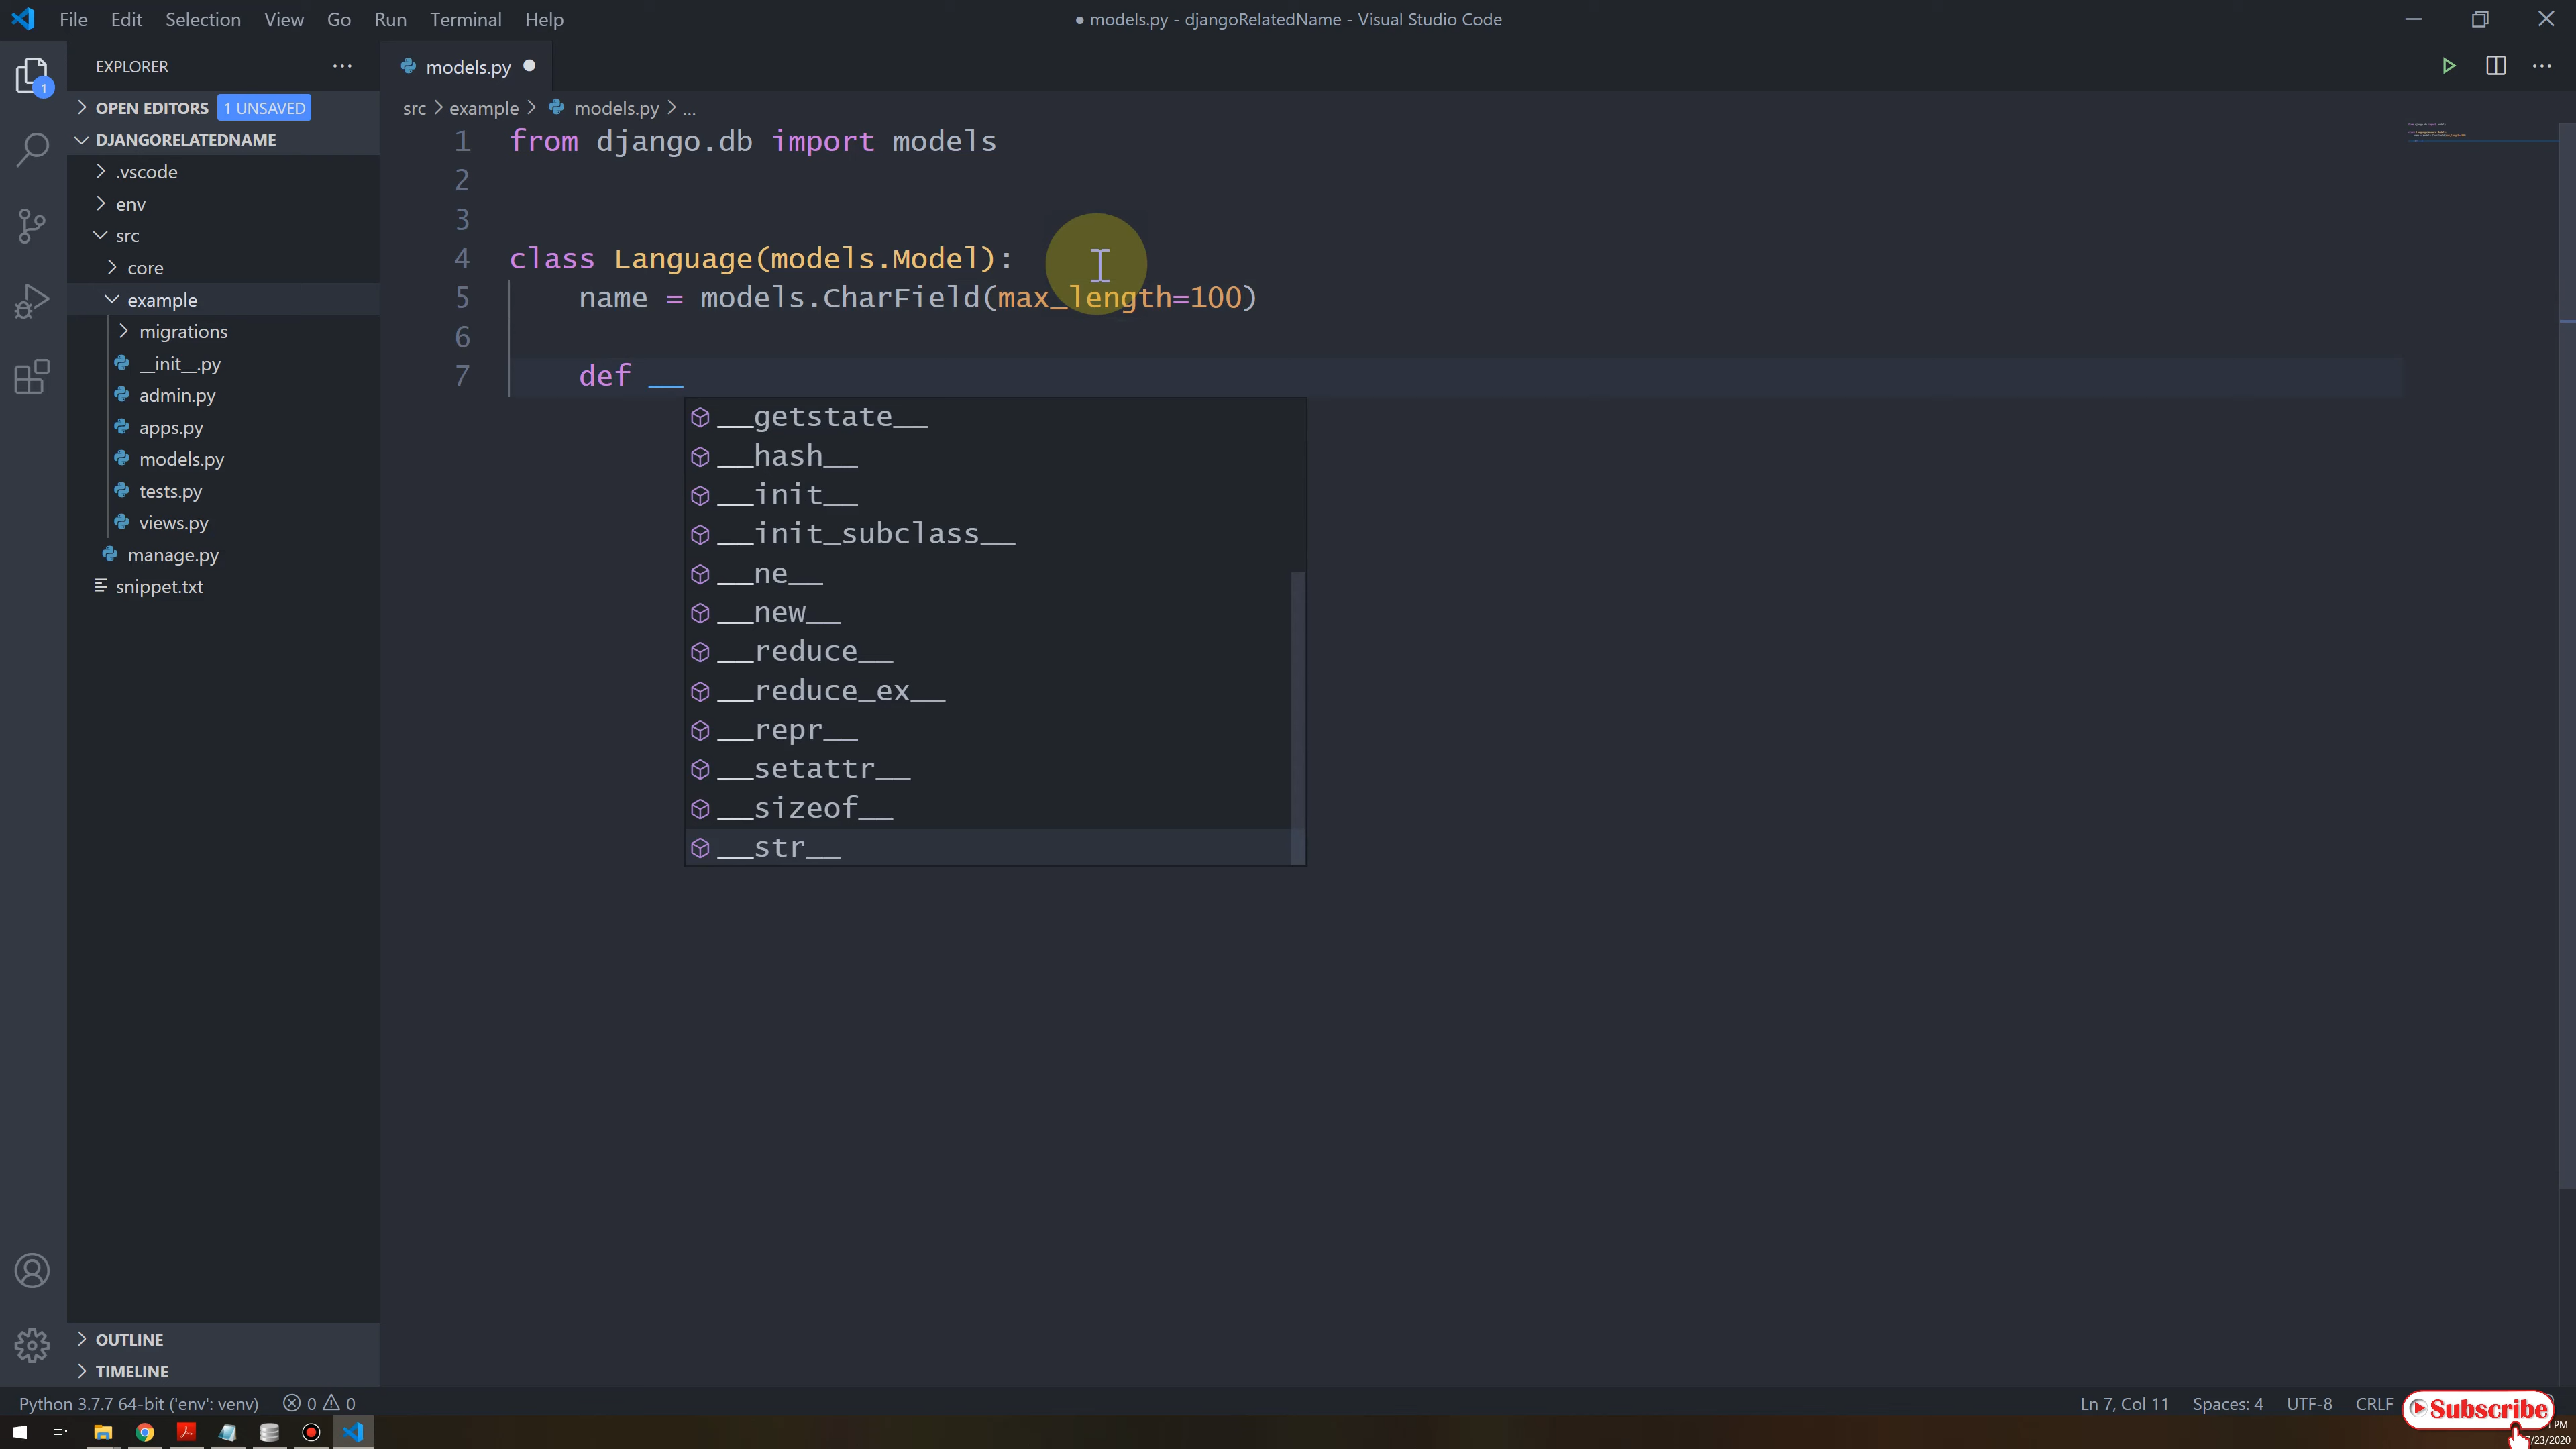 File Edit Selection View Go Run Terminal Help
● models.py - djangoRelatedName - Visual Studio Code
EXPLORER
1
OPEN EDITORS 1 UNSAVED
DJANGORELATEDNAME
.vscode
env
src
core
example
migrations
__init__.py
admin.py
apps.py
models.py
tests.py
views.py
manage.py
snippet.txt
OUTLINE
TIMELINE
models.py
src > example > models.py > ...
1 from django.db import models
2
3
4 class Language(models.Model):
5 name = models.CharField(max_length=100)
6
7 def __
__getstate__
__hash__
__init__
__init_subclass__
__ne__
__new__
__reduce__
__reduce_ex__
__repr__
__setattr__
__sizeof__
__str__
Python 3.7.7 64-bit ('env': venv) 0 0
Ln 7, Col 11 Spaces: 4 UTF-8 CRLF
Subscribe
PM
7/23/2020